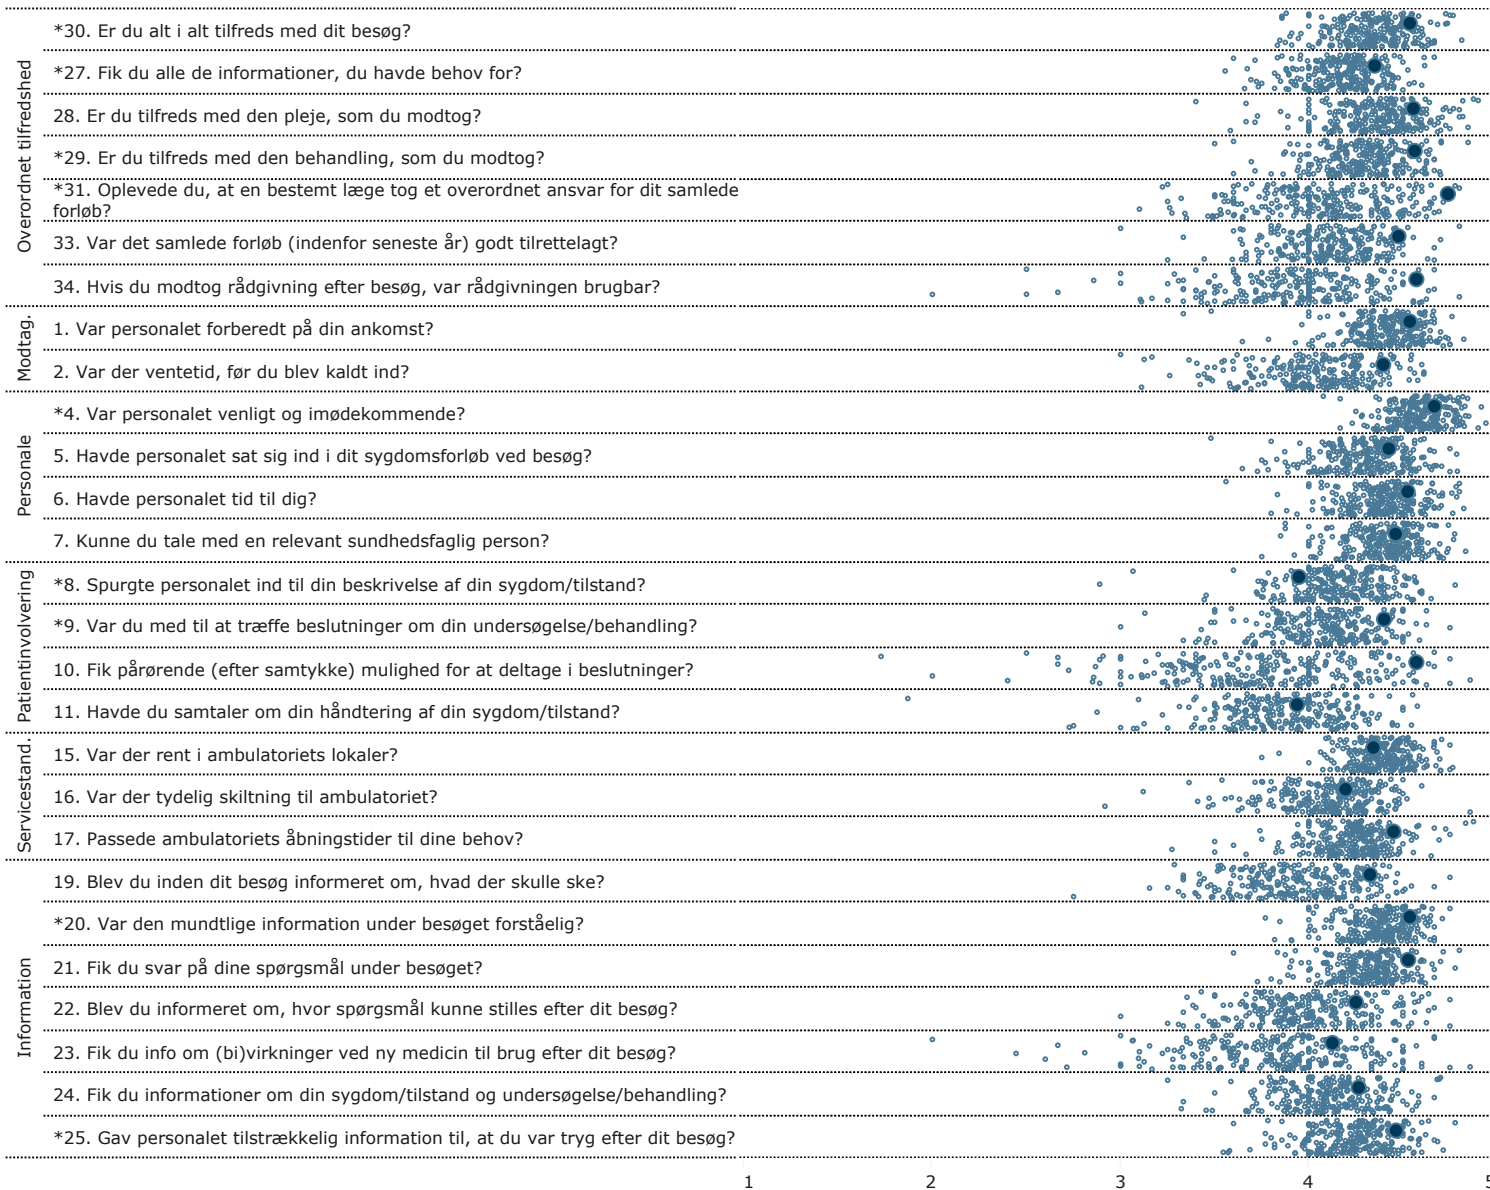 Overordnet tilfredshed
*30. Er du alt i alt tilfreds med dit besøg?
*27. Fik du alle de informationer, du havde behov for?
28. Er du tilfreds med den pleje, som du modtog?
*29. Er du tilfreds med den behandling, som du modtog?
*31. Oplevede du, at en bestemt læge tog et overordnet ansvar for dit samlede
forløb?
33. Var det samlede forløb (indenfor seneste år) godt tilrettelagt?
34. Hvis du modtog rådgivning efter besøg, var rådgivningen brugbar?
Modtag.
1. Var personalet forberedt på din ankomst?
2. Var der ventetid, før du blev kaldt ind?
Personale
*4. Var personalet venligt og imødekommende?
5. Havde personalet sat sig ind i dit sygdomsforløb ved besøg?
6. Havde personalet tid til dig?
7. Kunne du tale med en relevant sundhedsfaglig person?
Patientinvolvering
*8. Spurgte personalet ind til din beskrivelse af din sygdom/tilstand?
*9. Var du med til at træffe beslutninger om din undersøgelse/behandling?
10. Fik pårørende (efter samtykke) mulighed for at deltage i beslutninger?
11. Havde du samtaler om din håndtering af din sygdom/tilstand?
Servicestand.
15. Var der rent i ambulatoriets lokaler?
16. Var der tydelig skiltning til ambulatoriet?
17. Passede ambulatoriets åbningstider til dine behov?
Information
19. Blev du inden dit besøg informeret om, hvad der skulle ske?
*20. Var den mundtlige information under besøget forståelig?
21. Fik du svar på dine spørgsmål under besøget?
22. Blev du informeret om, hvor spørgsmål kunne stilles efter dit besøg?
23. Fik du info om (bi)virkninger ved ny medicin til brug efter dit besøg?
24. Fik du informationer om din sygdom/tilstand og undersøgelse/behandling?
*25. Gav personalet tilstrækkelig information til, at du var tryg efter dit besøg?
1 2 3 4 5